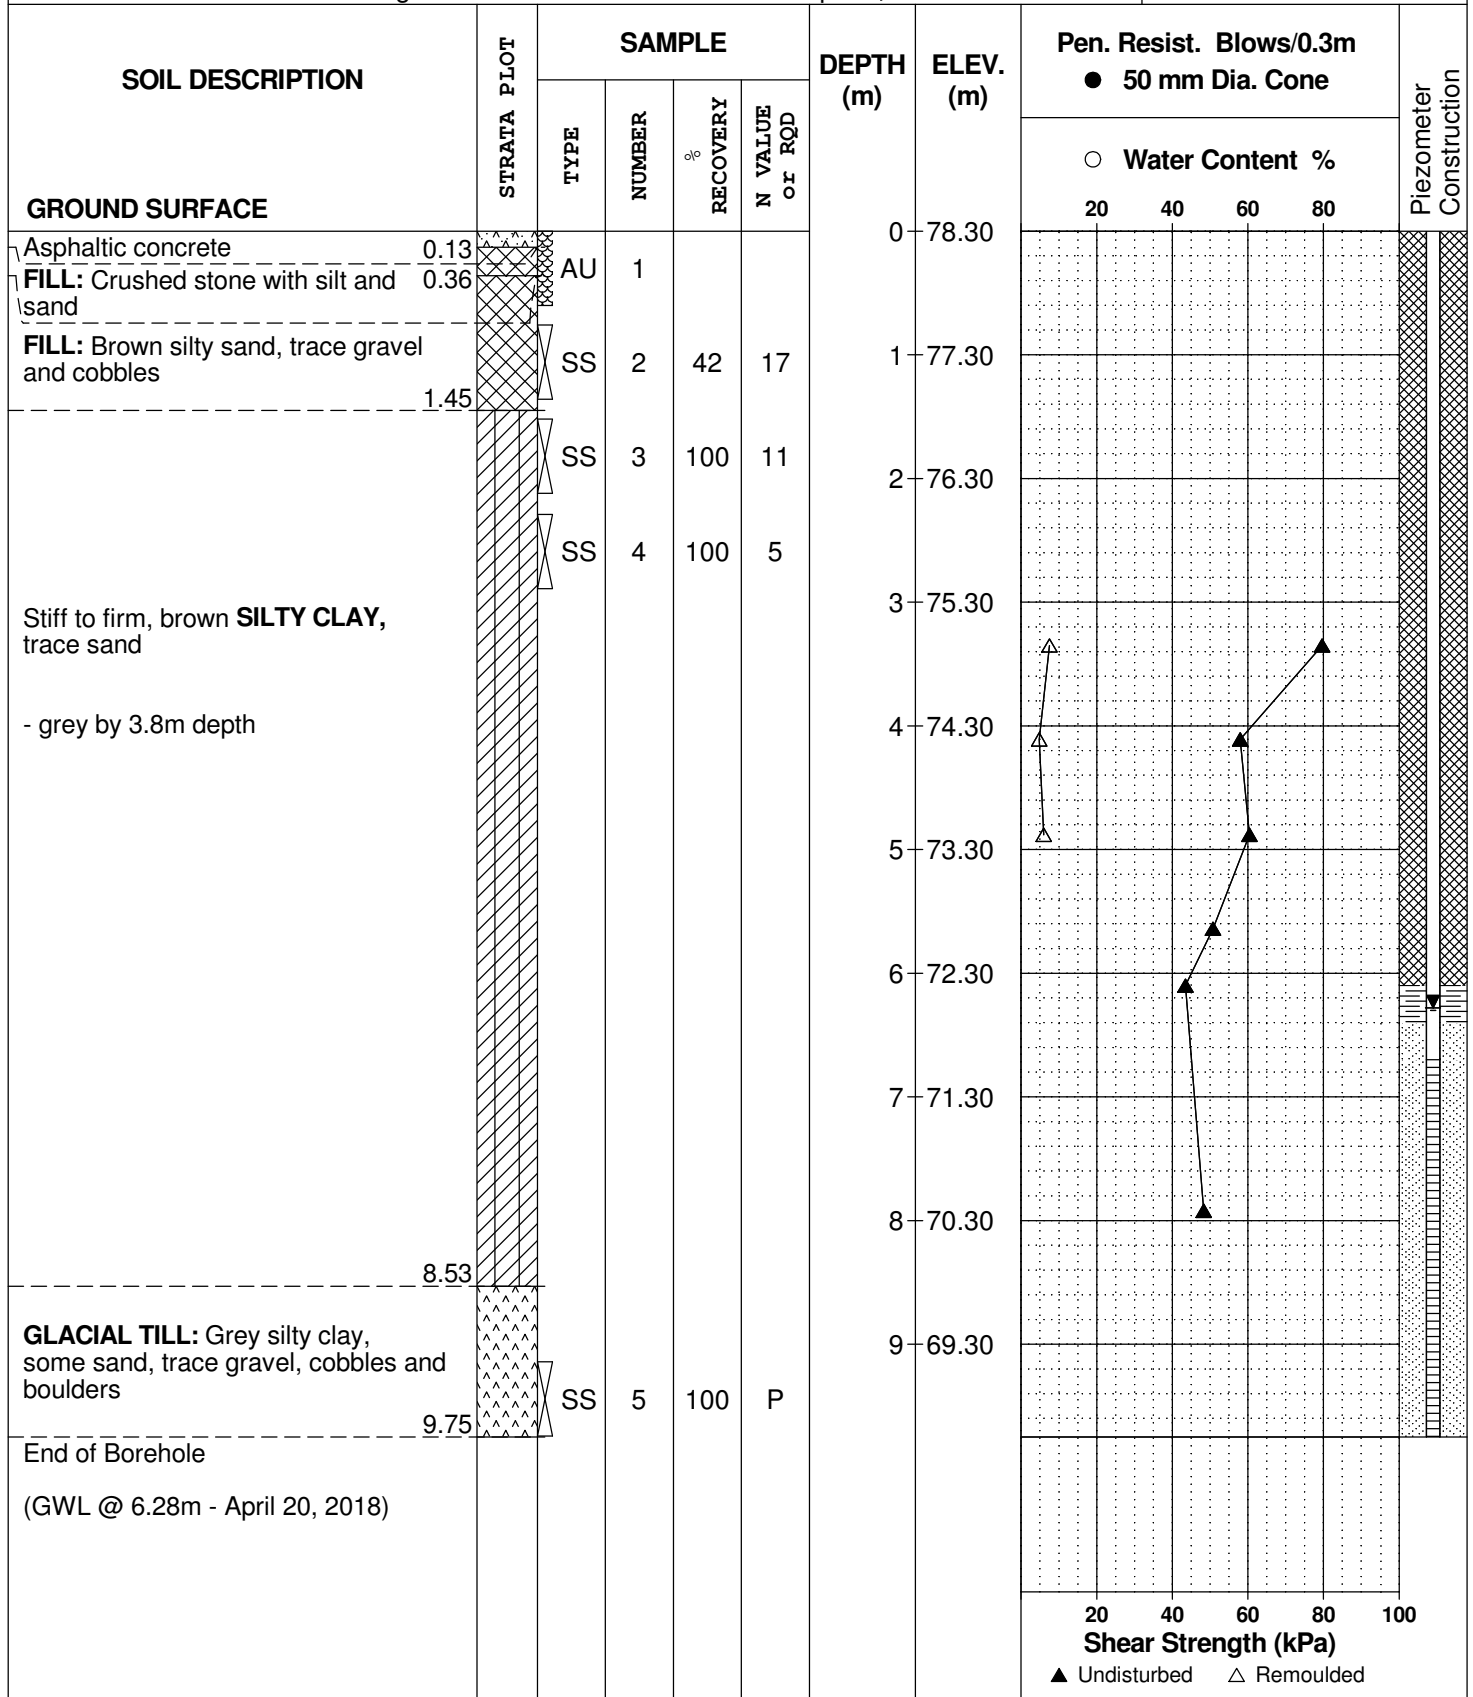 SOIL DESCRIPTION
GROUND SURFACE
STRATA PLOT
SAMPLE
TYPE
NUMBER
% RECOVERY
N VALUE or RQD
DEPTH (m)
ELEV. (m)
Pen. Resist. Blows/0.3m
● 50 mm Dia. Cone
○ Water Content %
20 40 60 80
Piezometer Construction
0 78.30
Asphaltic concrete 0.13
AU 1
FILL: Crushed stone with silt and 0.36
sand
FILL: Brown silty sand, trace gravel
and cobbles
1.45
SS 2 42 17
1 77.30
SS 3 100 11
2 76.30
SS 4 100 5
3 75.30
Stiff to firm, brown SILTY CLAY,
trace sand
- grey by 3.8m depth
4 74.30
5 73.30
6 72.30
7 71.30
8 70.30
8.53
GLACIAL TILL: Grey silty clay,
some sand, trace gravel, cobbles and
boulders
9 69.30
SS 5 100 P
9.75
End of Borehole
(GWL @ 6.28m - April 20, 2018)
20 40 60 80 100
Shear Strength (kPa)
▲ Undisturbed △ Remoulded